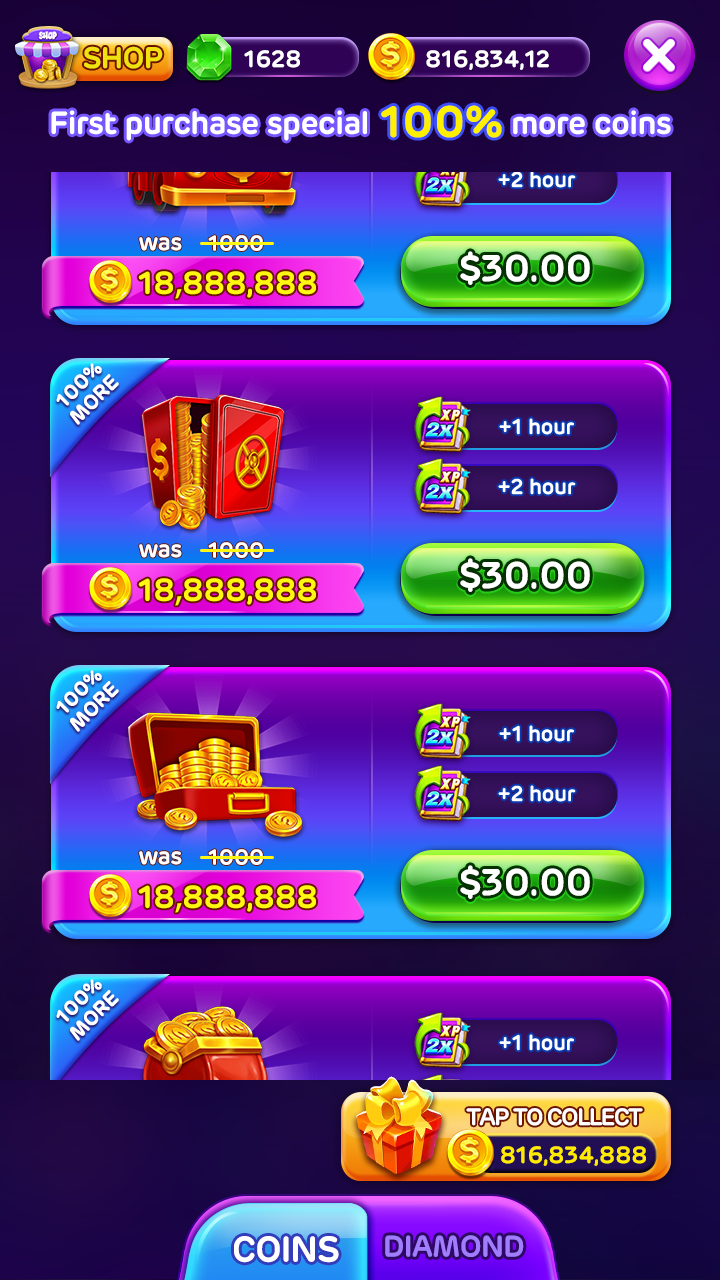 SHOP
SHOP
1628
$ 816,834,12
First purchase special 100% more coins
2X
+2 hour
was 1000
$ 18,888,888
$30.00
100% MORE
$
XP 2X
+1 hour
XP 2X
+2 hour
was 1000
$ 18,888,888
$30.00
100% MORE
XP 2X
+1 hour
XP 2X
+2 hour
was 1000
$ 18,888,888
$30.00
100% MORE
XP 2X
+1 hour
TAP TO COLLECT
$ 816,834,888
COINS
DIAMOND